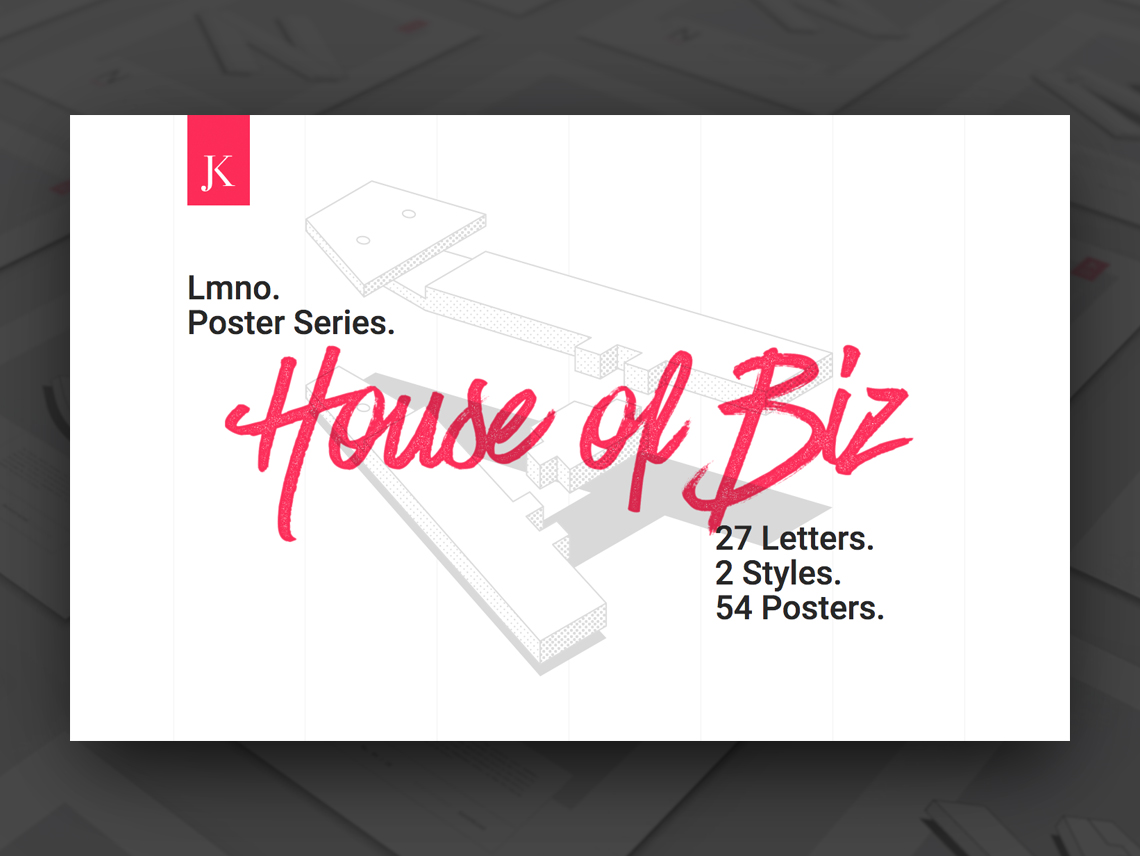 JK
Lmno.
Poster Series.
House of Biz
27 Letters.
2 Styles.
54 Posters.